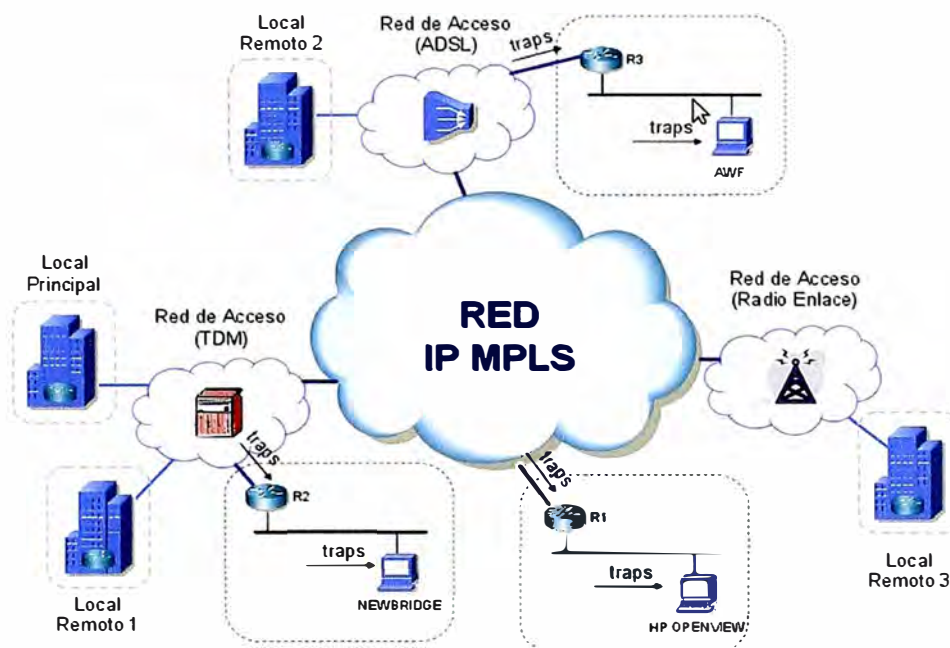 Local
Remoto 2
Red de Acceso
(ADSL)
traps
R3
traps
AWF
Local
Principal
Red de Acceso
(TDM)
RED
IP MPLS
Red de Acceso
(Radio Enlace)
traps
R2
traps
NEWBRIDGE
Local
Remoto 1
traps
R1
traps
HP OPENVIEW
Local
Remoto 3